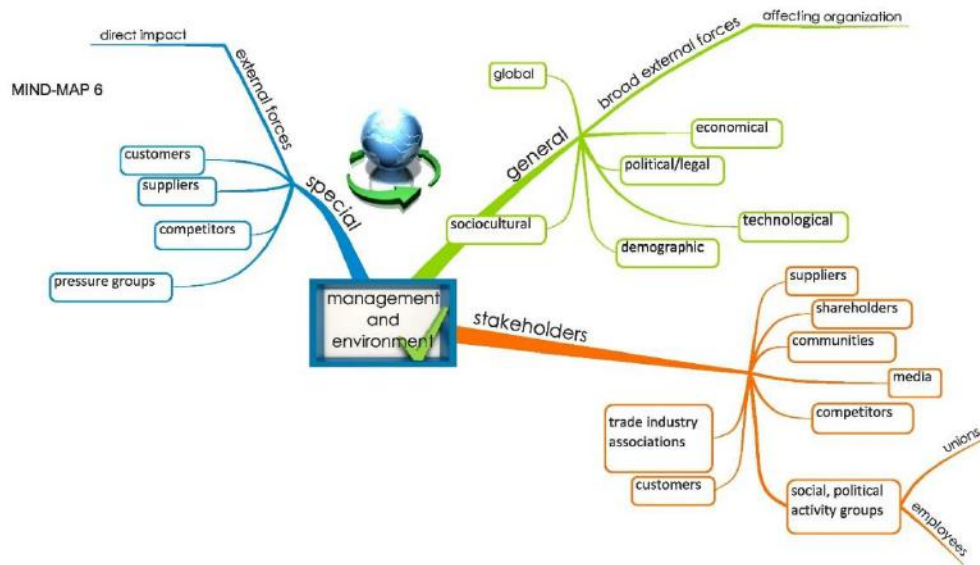 MIND-MAP 6
direct impact
external forces
special
customers
suppliers
competitors
pressure groups
affecting organization
broad external forces
general
global
economical
political/legal
technological
demographic
sociocultural
management
and
environment
stakeholders
suppliers
shareholders
communities
media
competitors
trade industry
associations
customers
social, political
activity groups
unions
employees